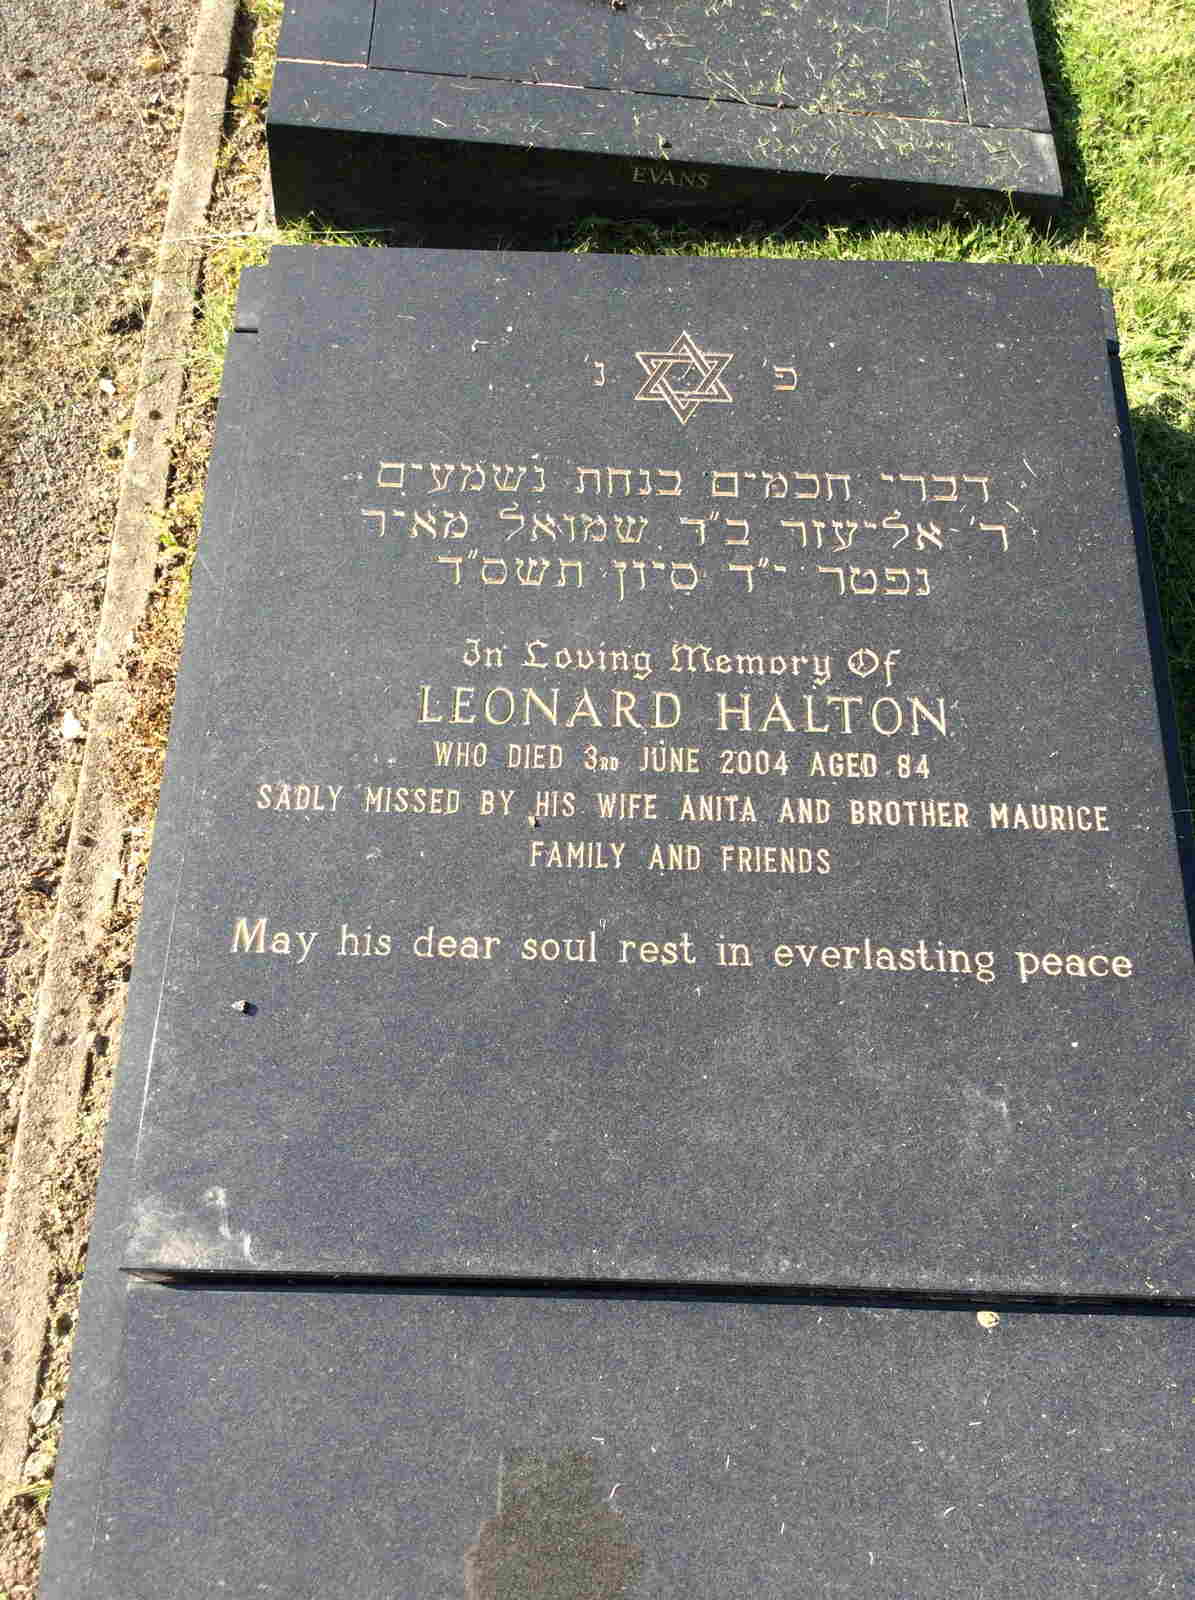 EVANS
פ' נ'
דברי חכמים בנחת נשמעים
ר' אליעזר ב"ד שמואל מאיר
נפטר י"ד סיון תשס"ד
In Loving Memory Of
LEONARD HALTON
WHO DIED 3RD JUNE 2004 AGED 84
SADLY MISSED BY HIS WIFE ANITA AND BROTHER MAURICE
FAMILY AND FRIENDS
May his dear soul rest in everlasting peace